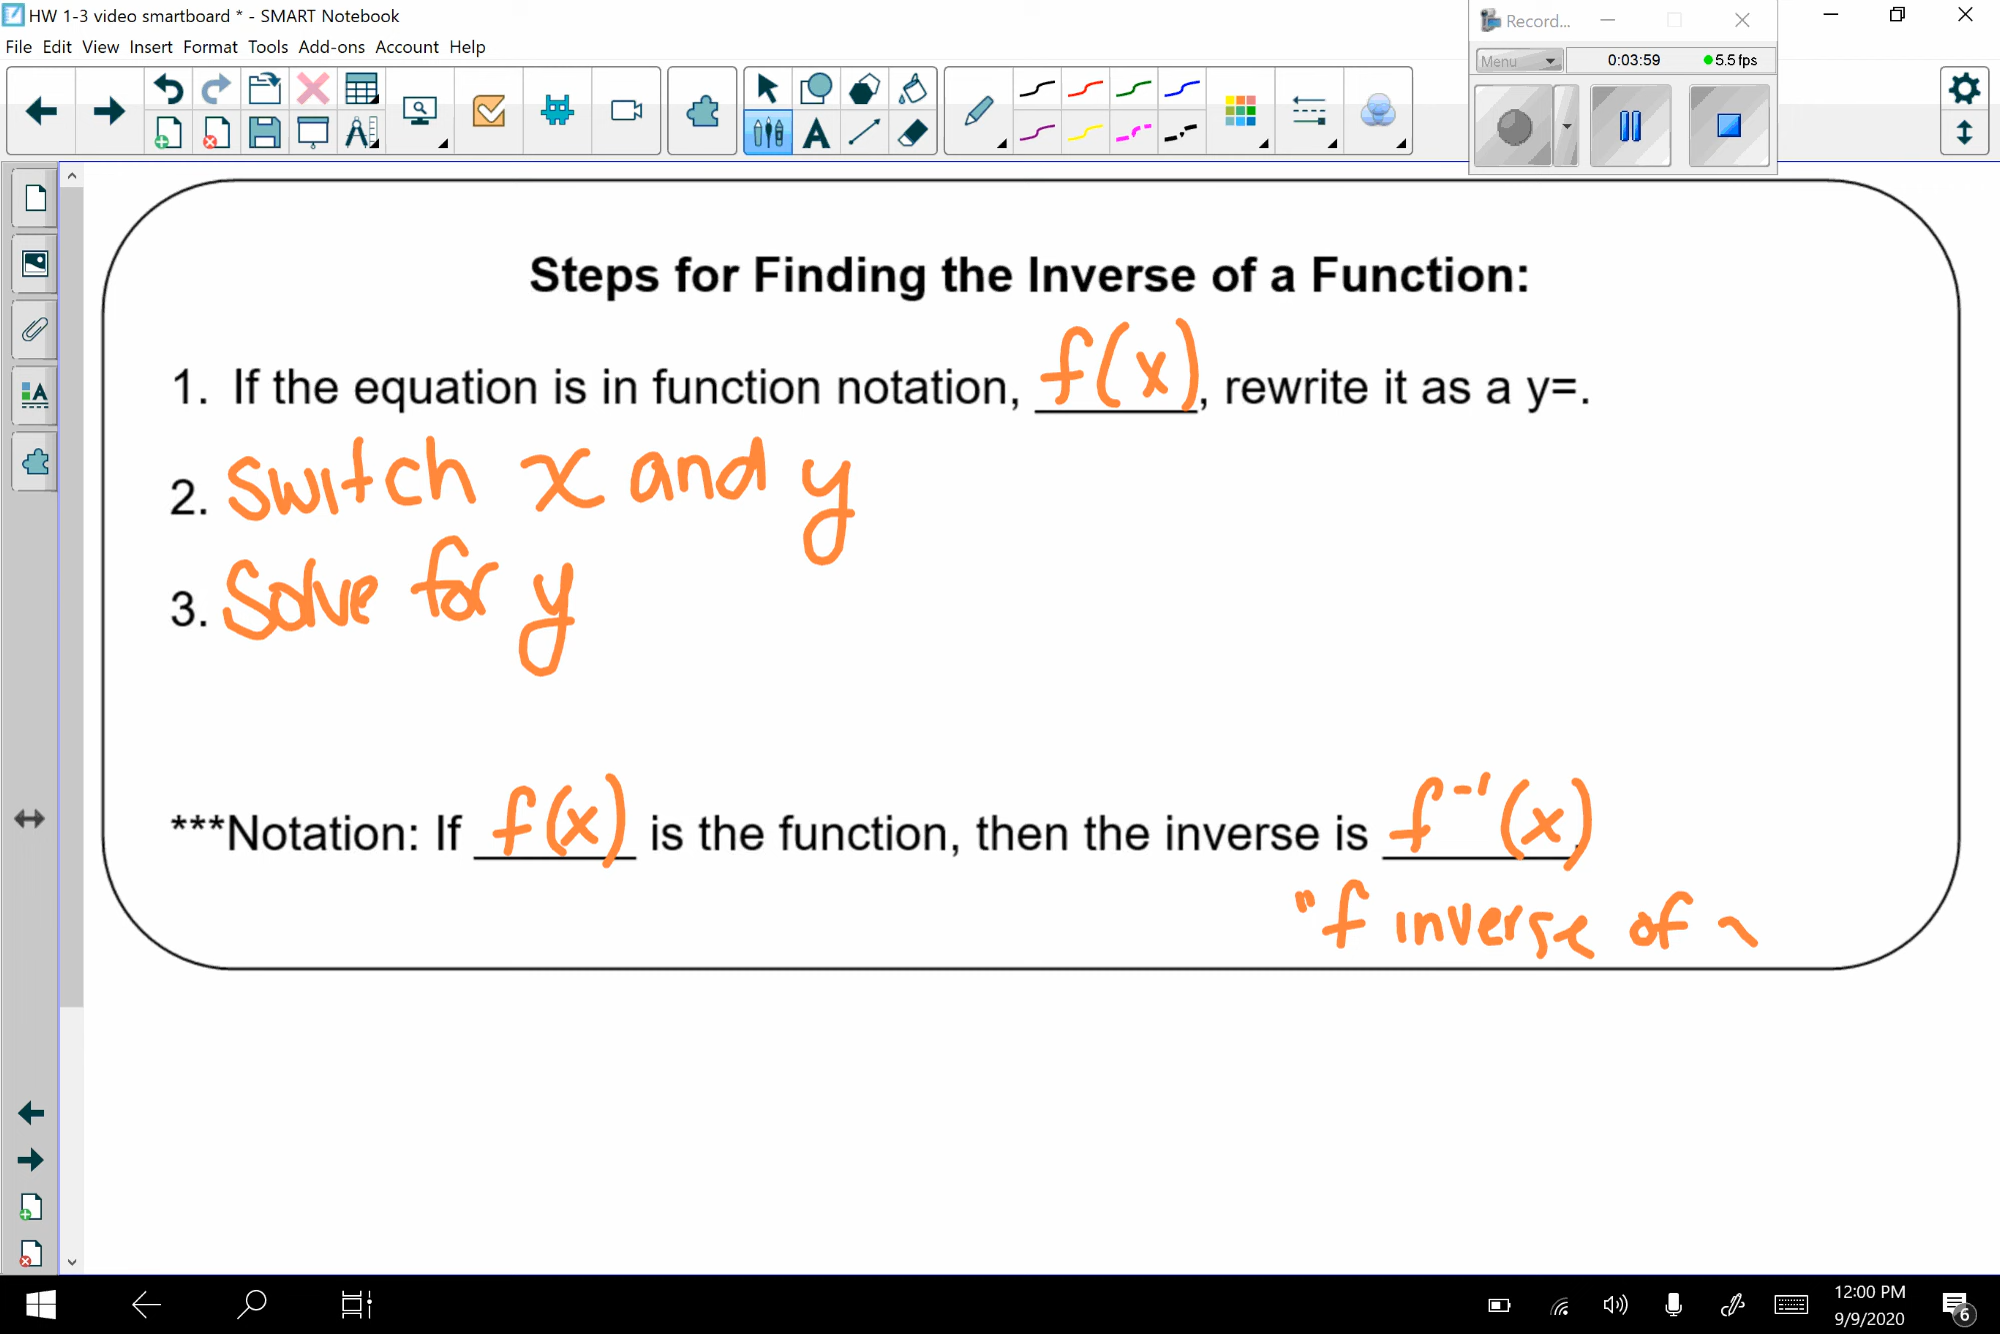 HW 1-3 video smartboard * - SMART Notebook
Record...
File Edit View Insert Format Tools Add-ons Account Help
Menu 0:03:59 5.5 fps
Steps for Finding the Inverse of a Function:
1. If the equation is in function notation, f(x), rewrite it as a y=.
2. Switch x and y
3. Solve for y
***Notation: If f(x) is the function, then the inverse is f⁻¹(x).
"f inverse of
12:00 PM
9/9/2020
6